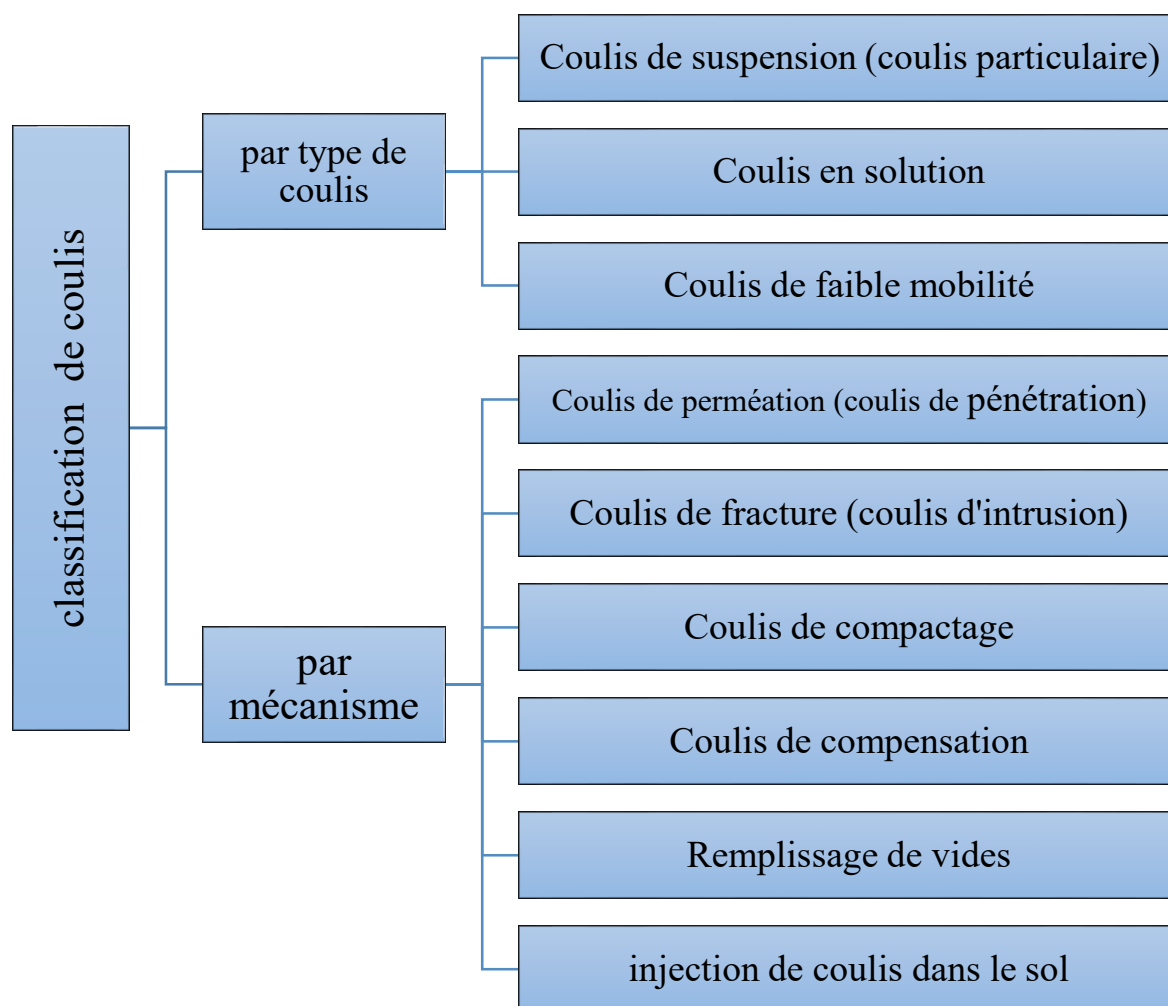 classification de coulis
par type de
coulis
Coulis de suspension (coulis particulaire)
Coulis en solution
Coulis de faible mobilité
par
mécanisme
Coulis de perméation (coulis de pénétration)
Coulis de fracture (coulis d'intrusion)
Coulis de compactage
Coulis de compensation
Remplissage de vides
injection de coulis dans le sol